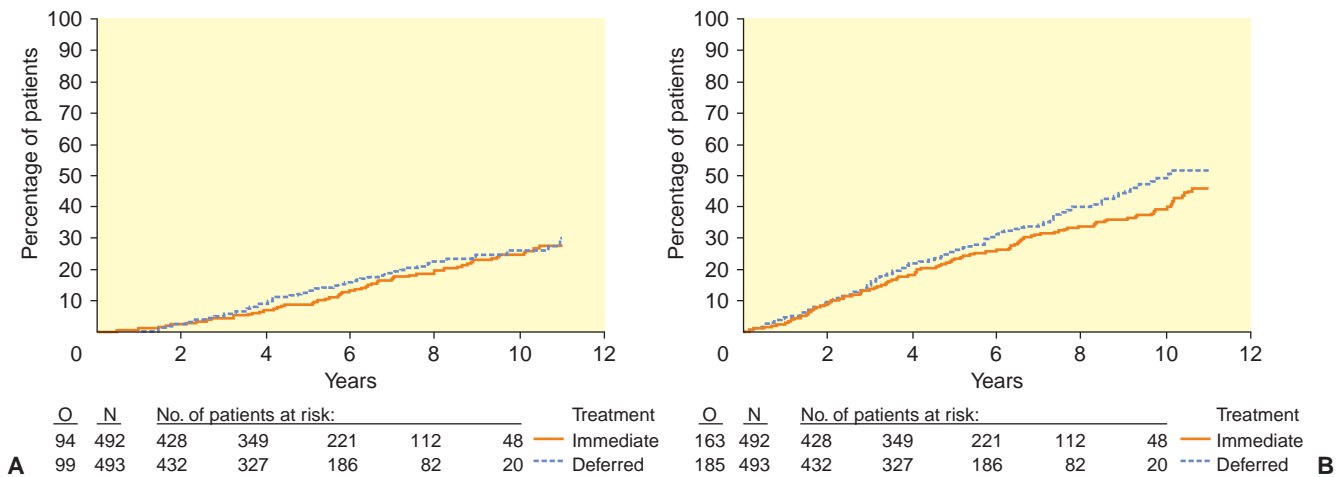 100
90
80
70
60
50
40
30
20
10
0
Percentage of patients
2 4 6 8 10 12
Years
O N No. of patients at risk: Treatment
94 492 428 349 221 112 48 Immediate
99 493 432 327 186 82 20 Deferred
A
100
90
80
70
60
50
40
30
20
10
0
Percentage of patients
2 4 6 8 10 12
Years
O N No. of patients at risk: Treatment
163 492 428 349 221 112 48 Immediate
185 493 432 327 186 82 20 Deferred
B